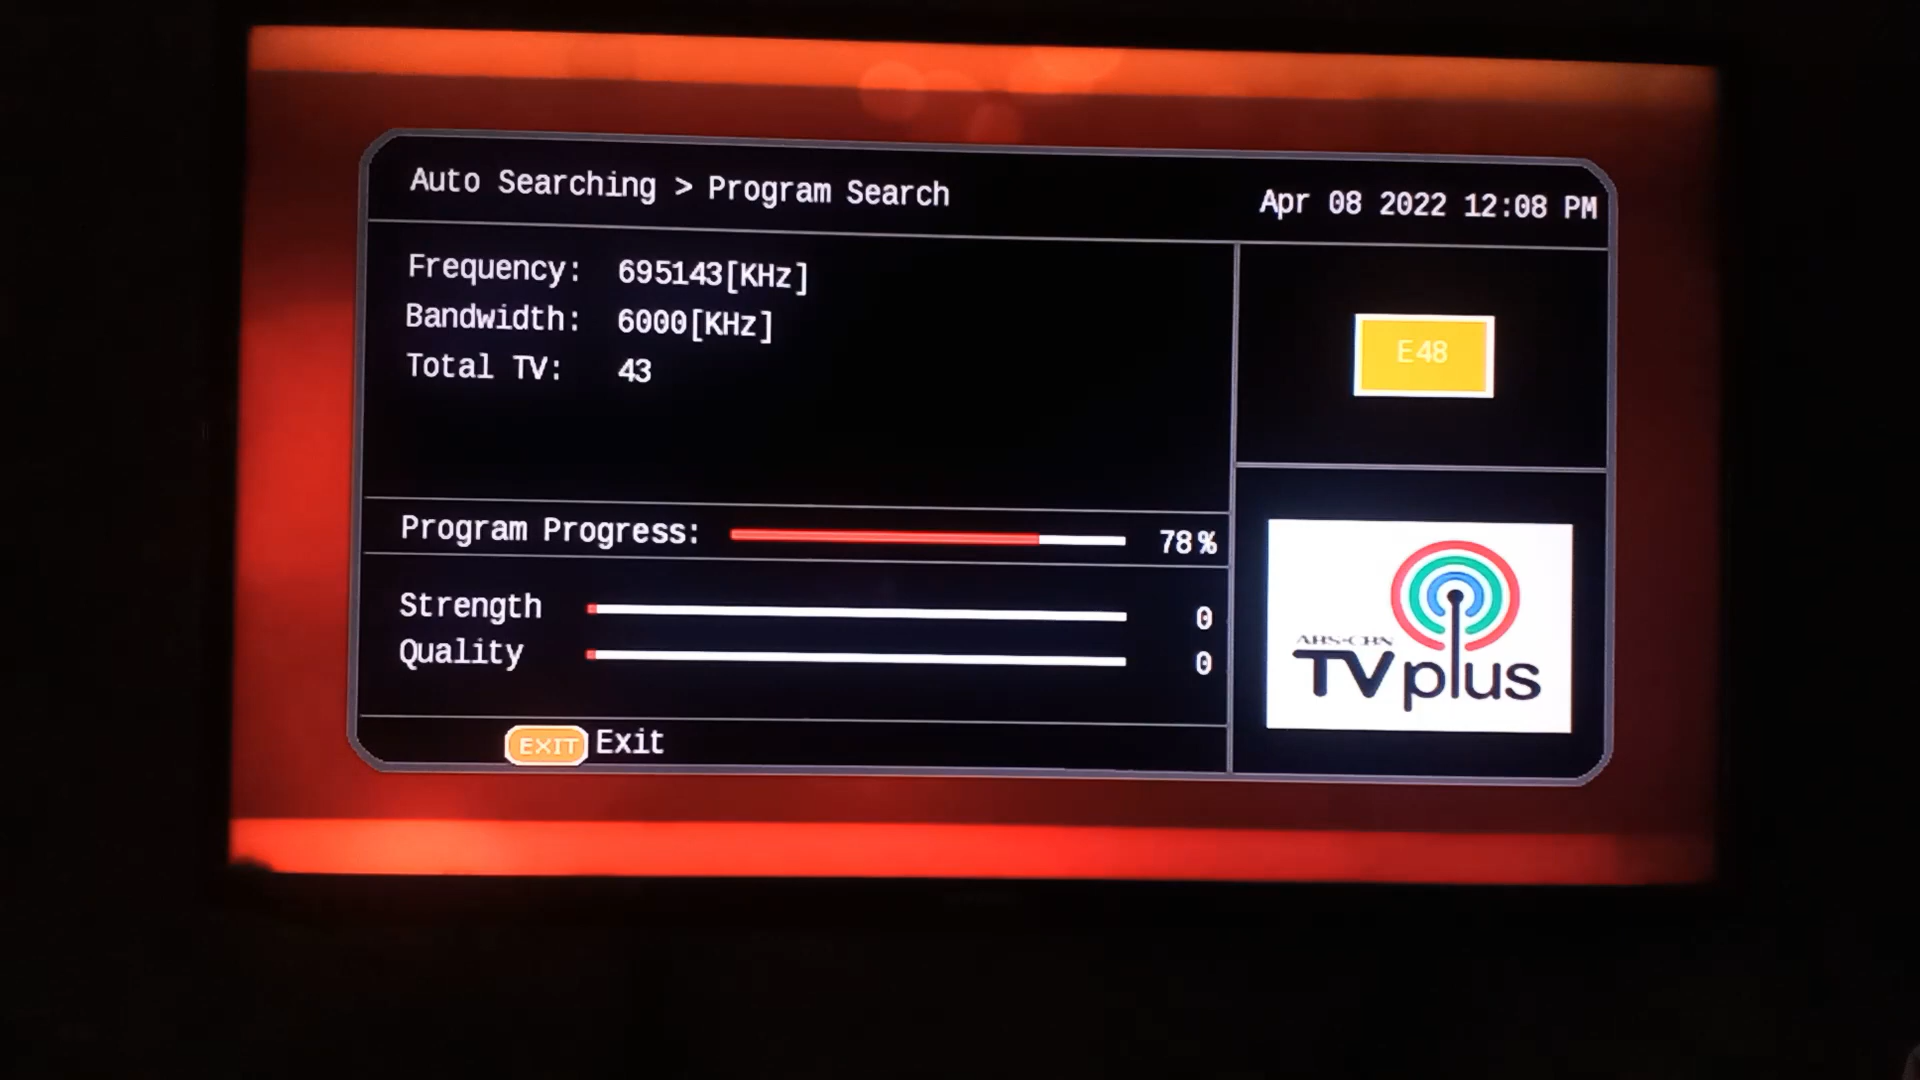 Auto Searching > Program Search
Apr 08 2022 12:08 PM
Frequency: 695143[KHz]
Bandwidth: 6000[KHz]
Total TV: 43
E48
Program Progress: 78%
Strength 0
Quality 0
ABS-CBN
TVplus
EXIT Exit